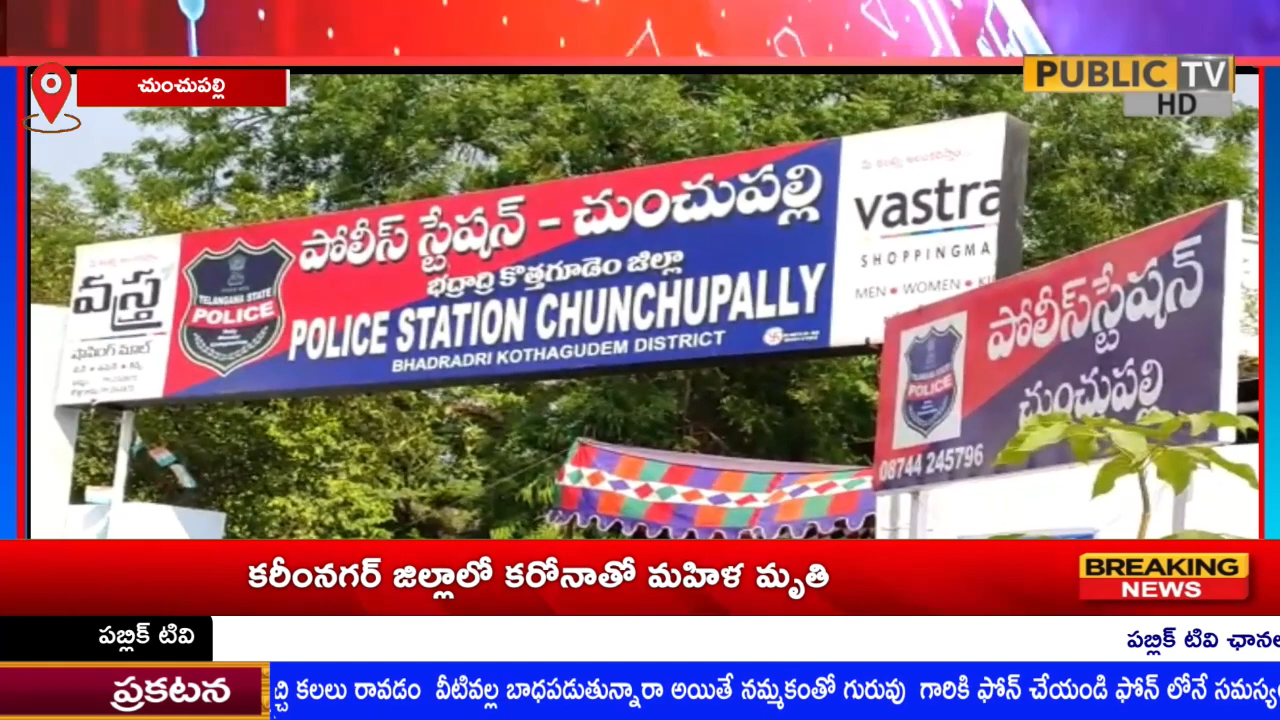 చుంచుపల్లి
PUBLIC TV
HD
వస్త్ర
షాపింగ్ మాల్
TELANGANA STATE
POLICE
పోలీస్ స్టేషన్ - చుంచుపల్లి
భద్రాద్రి కొత్తగూడెం జిల్లా
POLICE STATION CHUNCHUPALLY
BHADRADRI KOTHAGUDEM DISTRICT
vastra
SHOPPINGMA
MEN • WOMEN •
పోలీస్‌స్టేషన్
చుంచుపల్లి
POLICE
08744 245796
కరీంనగర్ జిల్లాలో కరోనాతో మహిళ మృతి
BREAKING
NEWS
పబ్లిక్ టివి
పబ్లిక్ టివి ఛానల
ప్రకటన
చ్చి కలలు రావడం వీటివల్ల బాధపడుతున్నారా అయితే నమ్మకంతో గురువు గారికి ఫోన్ చేయండి ఫోన్ లోనే సమస్య